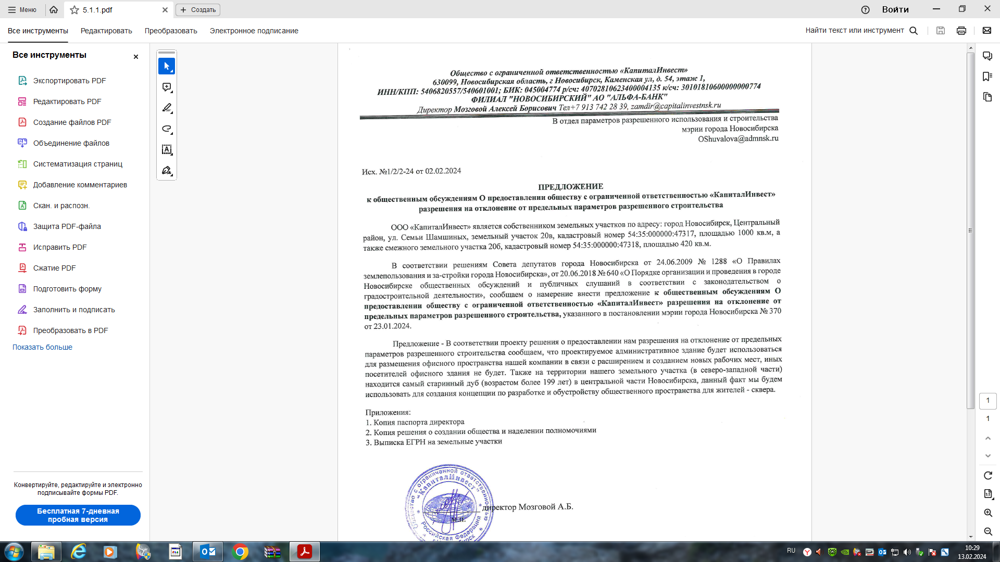 Меню
5.1.1.pdf
Создать
Войти
Все инструменты
Редактировать
Преобразовать
Электронное подписание
Найти текст или инструмент
Все инструменты
Экспортировать PDF
Редактировать PDF
Создание файлов PDF
Объединение файлов
Систематизация страниц
Добавление комментариев
Скан. и распозн.
Защита PDF-файла
Исправить PDF
Сжатие PDF
Подготовить форму
Заполнить и подписать
Преобразовать в PDF
Показать больше
Конвертируйте, редактируйте и электронно
подписывайте формы PDF.
Бесплатная 7-дневная
пробная версия
Общество с ограниченной ответственностью «КапиталИнвест»
630099, Новосибирская область, г Новосибирск, Каменская ул, д. 54, этаж 1,
ИНН/КПП: 5406820557/540601001; БИК: 045004774 р/сч: 40702810623400004135 к/сч: 30101810600000000774
ФИЛИАЛ "НОВОСИБИРСКИЙ" АО "АЛЬФА-БАНК"
Директор Мозговой Алексей Борисович Тел+7 913 742 28 39, zamdir@capitalinvestnsk.ru
В отдел параметров разрешенного использования и строительства
мэрии города Новосибирска
OShuvalova@admnsk.ru
Исх. №1/2/2-24 от 02.02.2024
ПРЕДЛОЖЕНИЕ
к общественным обсуждениям О предоставлении обществу с ограниченной ответственностью «КапиталИнвест»
разрешения на отклонение от предельных параметров разрешенного строительства
ООО «КапиталИнвест» является собственником земельных участков по адресу: город Новосибирск, Центральный
район, ул. Семьи Шамшиных, земельный участок 20в, кадастровый номер 54:35:000000:47317, площадью 1000 кв.м, а
также смежного земельного участка 20б, кадастровый номер 54:35:000000:47318, площадью 420 кв.м.
В соответствии решениям Совета депутатов города Новосибирска от 24.06.2009 № 1288 «О Правилах
землепользования и за-стройки города Новосибирска», от 20.06.2018 № 640 «О Порядке организации и проведения в городе
Новосибирске общественных обсуждений и публичных слушаний в соответствии с законодательством о
градостроительной деятельности», сообщаем о намерение внести предложение к общественным обсуждениям О
предоставлении обществу с ограниченной ответственностью «КапиталИнвест» разрешения на отклонение от
предельных параметров разрешенного строительства, указанного в постановлении мэрии города Новосибирска № 370
от 23.01.2024.
Предложение - В соответствии проекту решения о предоставлении нам разрешения на отклонение от предельных
параметров разрешенного строительства сообщаем, что проектируемое административное здание будет использоваться
для размещения офисного пространства нашей компании в связи с расширением и созданием новых рабочих мест, иных
посетителей офисного здания не будет. Также на территории нашего земельного участка (в северо-западной части)
находится самый старинный дуб (возрастом более 199 лет) в центральной части Новосибирска, данный факт мы будем
использовать для создания концепции по разработке и обустройству общественного пространства для жителей - сквера.
Приложения:
1. Копия паспорта директора
2. Копия решения о создании общества и наделении полномочиями
3. Выписка ЕГРН на земельные участки
Общество с ограниченной ответственностью
«КапиталИнвест»
Российская Федерация
директор Мозговой А.Б.
м.п.
1
1
RU
10:29
13.02.2024